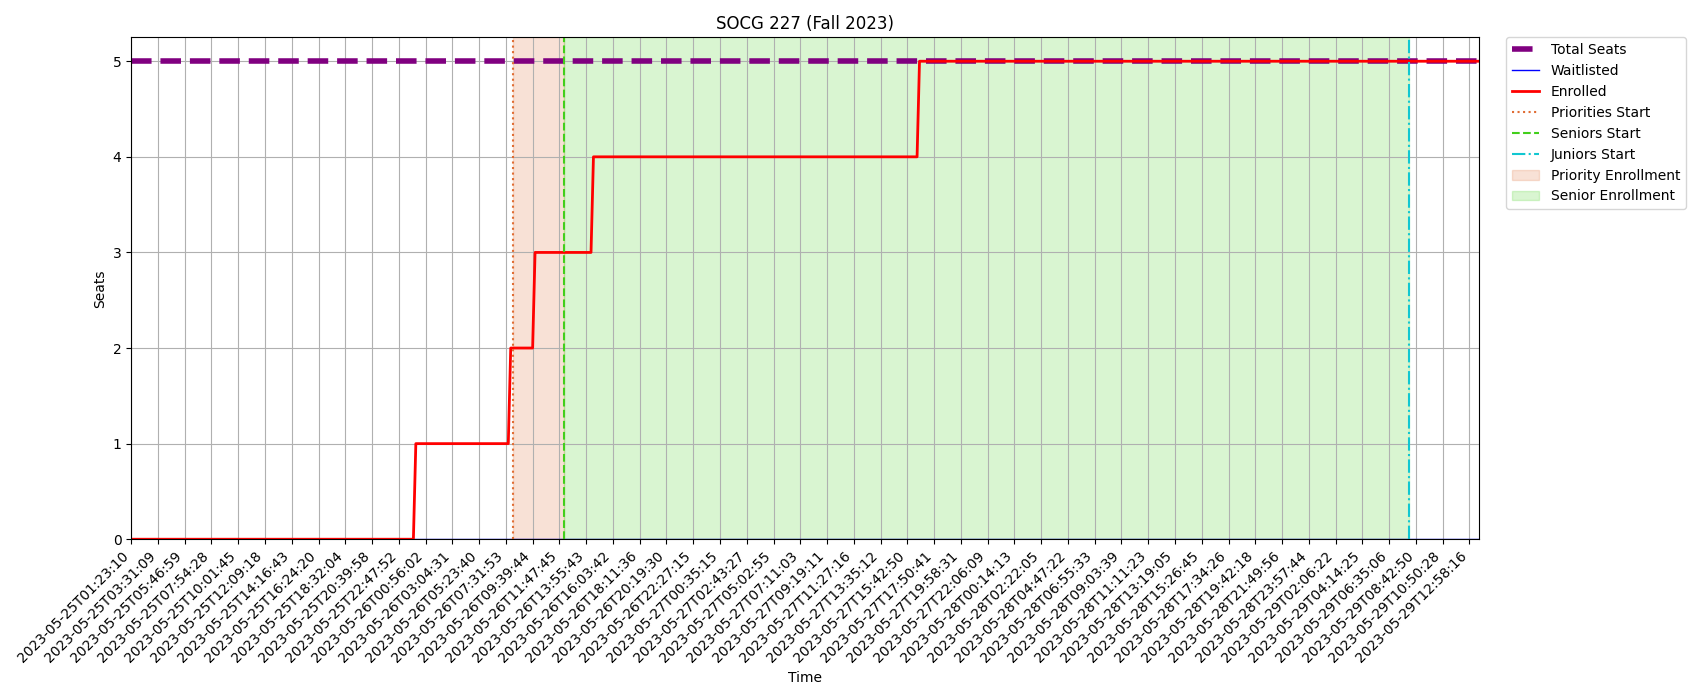 SOCG 227 (Fall 2023)
Total Seats
Waitlisted
Enrolled
Priorities Start
Seniors Start
Juniors Start
Priority Enrollment
Senior Enrollment
Seats
5
4
3
2
1
0
2023-05-25T01:23:10
2023-05-25T03:31:09
2023-05-25T05:46:59
2023-05-25T07:54:28
2023-05-25T10:01:45
2023-05-25T12:09:18
2023-05-25T14:16:43
2023-05-25T16:24:20
2023-05-25T18:32:04
2023-05-25T20:39:58
2023-05-25T22:47:52
2023-05-26T00:56:02
2023-05-26T03:04:31
2023-05-26T05:23:40
2023-05-26T07:31:53
2023-05-26T09:39:44
2023-05-26T11:47:45
2023-05-26T13:55:43
2023-05-26T16:03:42
2023-05-26T18:11:36
2023-05-26T20:19:30
2023-05-26T22:27:15
2023-05-27T00:35:15
2023-05-27T02:43:27
2023-05-27T05:02:55
2023-05-27T07:11:03
2023-05-27T09:19:11
2023-05-27T11:27:16
2023-05-27T13:35:12
2023-05-27T15:42:50
2023-05-27T17:50:41
2023-05-27T19:58:31
2023-05-27T22:06:09
2023-05-28T00:14:13
2023-05-28T02:22:05
2023-05-28T04:47:22
2023-05-28T06:55:33
2023-05-28T09:03:39
2023-05-28T11:11:23
2023-05-28T13:19:05
2023-05-28T15:26:45
2023-05-28T17:34:26
2023-05-28T19:42:18
2023-05-28T21:49:56
2023-05-28T23:57:44
2023-05-29T02:06:22
2023-05-29T04:14:25
2023-05-29T06:35:06
2023-05-29T08:42:50
2023-05-29T10:50:28
2023-05-29T12:58:16
Time